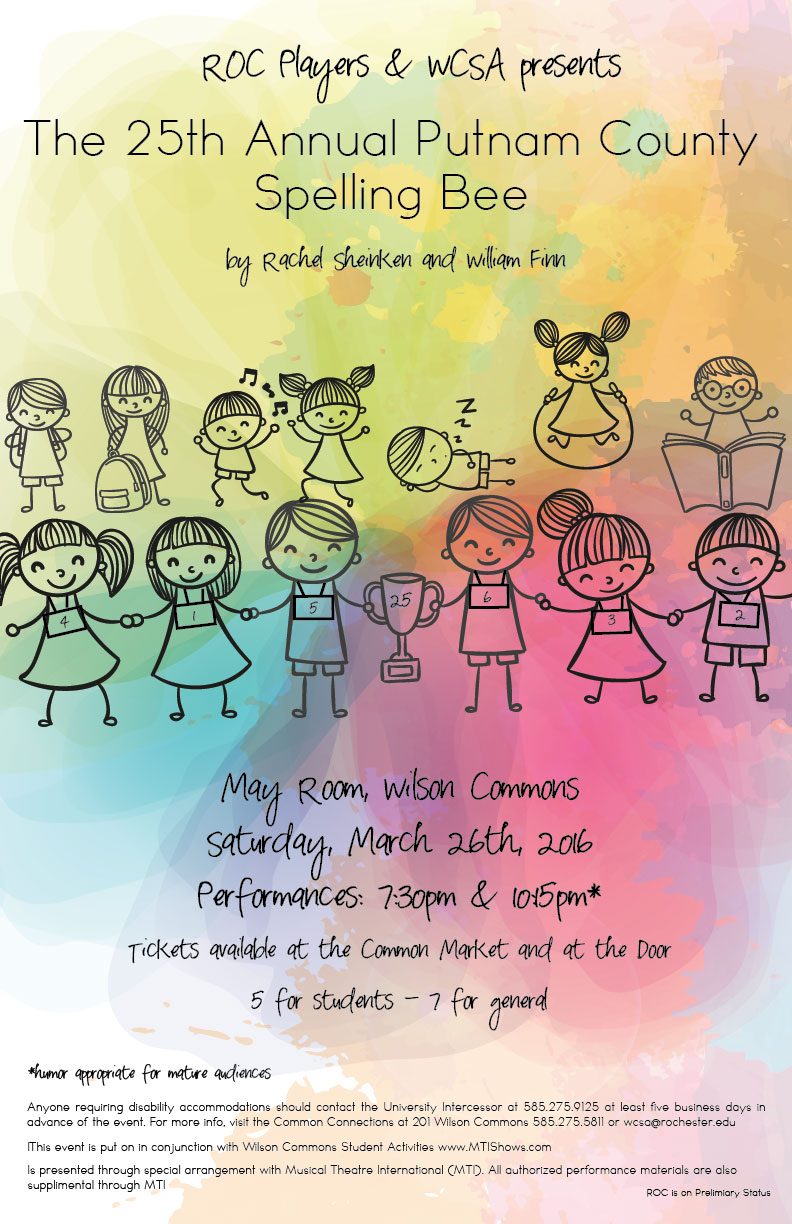 ROC Players & WCSA presents
The 25th Annual Putnam County
Spelling Bee
by Rachel Sheinken and William Finn
4
1
5
25
6
3
2
May Room, Wilson Commons
Saturday, March 26th, 2016
Performances: 7:30pm & 10:15pm*
Tickets available at the Common Market and at the Door
5 for students - 7 for general
*humor appropriate for mature audiences
Anyone requiring disability accommodations should contact the University Intercessor at 585.275.9125 at least five business days in
advance of the event. For more info, visit the Common Connections at 201 Wilson Commons 585.275.5811 or wcsa@rochester.edu
IThis event is put on in conjunction with Wilson Commons Student Activities www.MTIShows.com
Is presented through special arrangement with Musical Theatre International (MTI). All authorized performance materials are also
supplimental through MTI
ROC is on Prelimiary Status